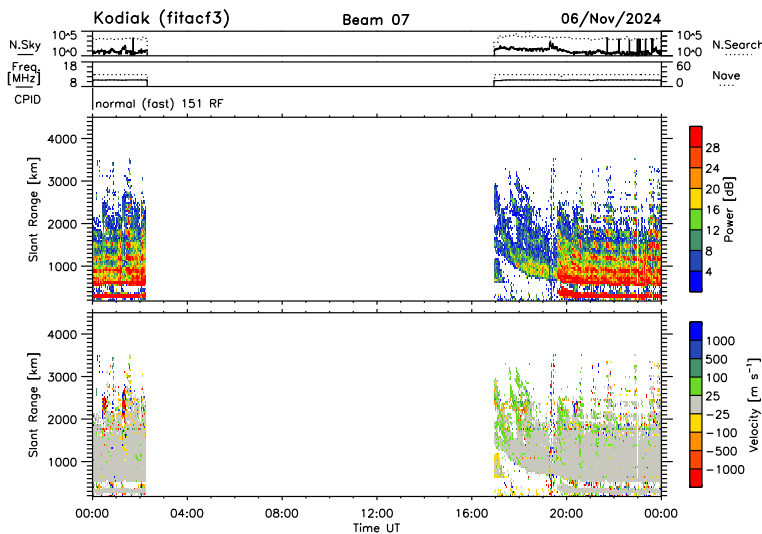 Kodiak (fitacf3) Beam 07 06/Nov/2024
N.Sky 10^5 10^0 10^5 10^0 N.Search
Freq. [MHz] 18 8 60 0 Nave
CPID normal (fast) 151 RF
Slant Range [km] 4000 3000 2000 1000
Power [dB] 28 24 20 16 12 8 4
Slant Range [km] 4000 3000 2000 1000
Velocity [m s⁻¹] 1000 500 100 25 -25 -100 -500 -1000
00:00 04:00 08:00 12:00 16:00 20:00 00:00
Time UT